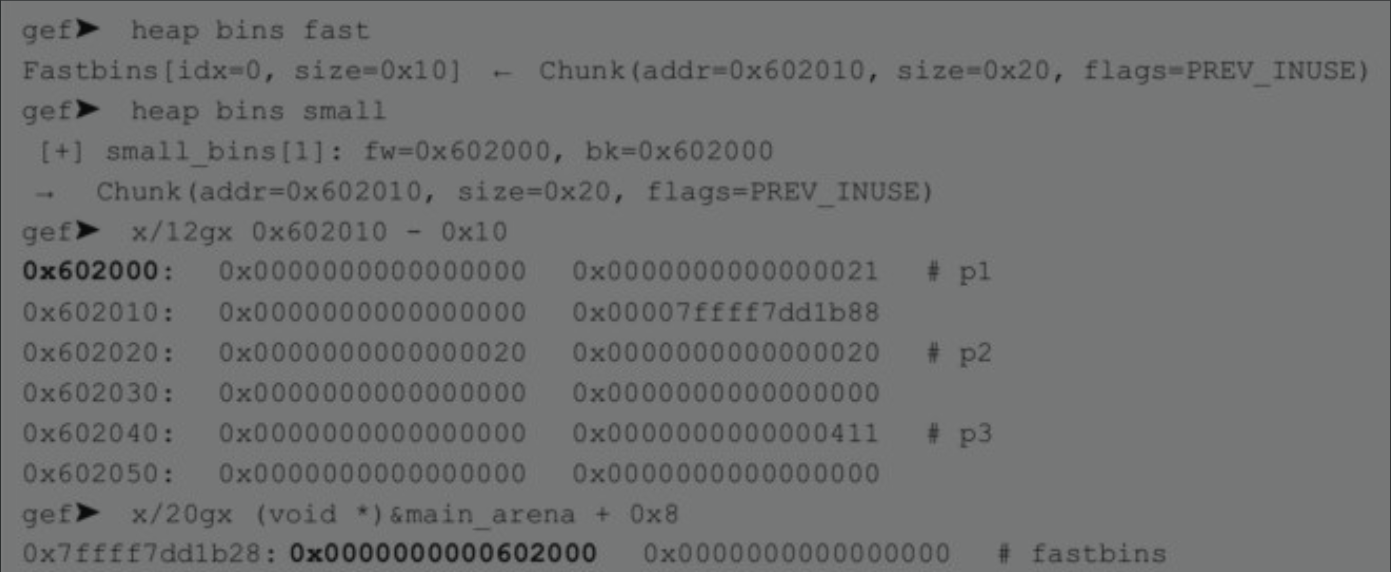 gef➤ heap bins fast
Fastbins[idx=0, size=0x10] ← Chunk(addr=0x602010, size=0x20, flags=PREV_INUSE)
gef➤ heap bins small
[+] small_bins[1]: fw=0x602000, bk=0x602000
→ Chunk(addr=0x602010, size=0x20, flags=PREV_INUSE)
gef➤ x/12gx 0x602010 - 0x10
0x602000: 0x0000000000000000 0x0000000000000021 # p1
0x602010: 0x0000000000000000 0x00007ffff7dd1b88
0x602020: 0x0000000000000020 0x0000000000000020 # p2
0x602030: 0x0000000000000000 0x0000000000000000
0x602040: 0x0000000000000000 0x0000000000000411 # p3
0x602050: 0x0000000000000000 0x0000000000000000
gef➤ x/20gx (void *)&main_arena + 0x8
0x7ffff7dd1b28: 0x0000000000602000 0x0000000000000000 # fastbins